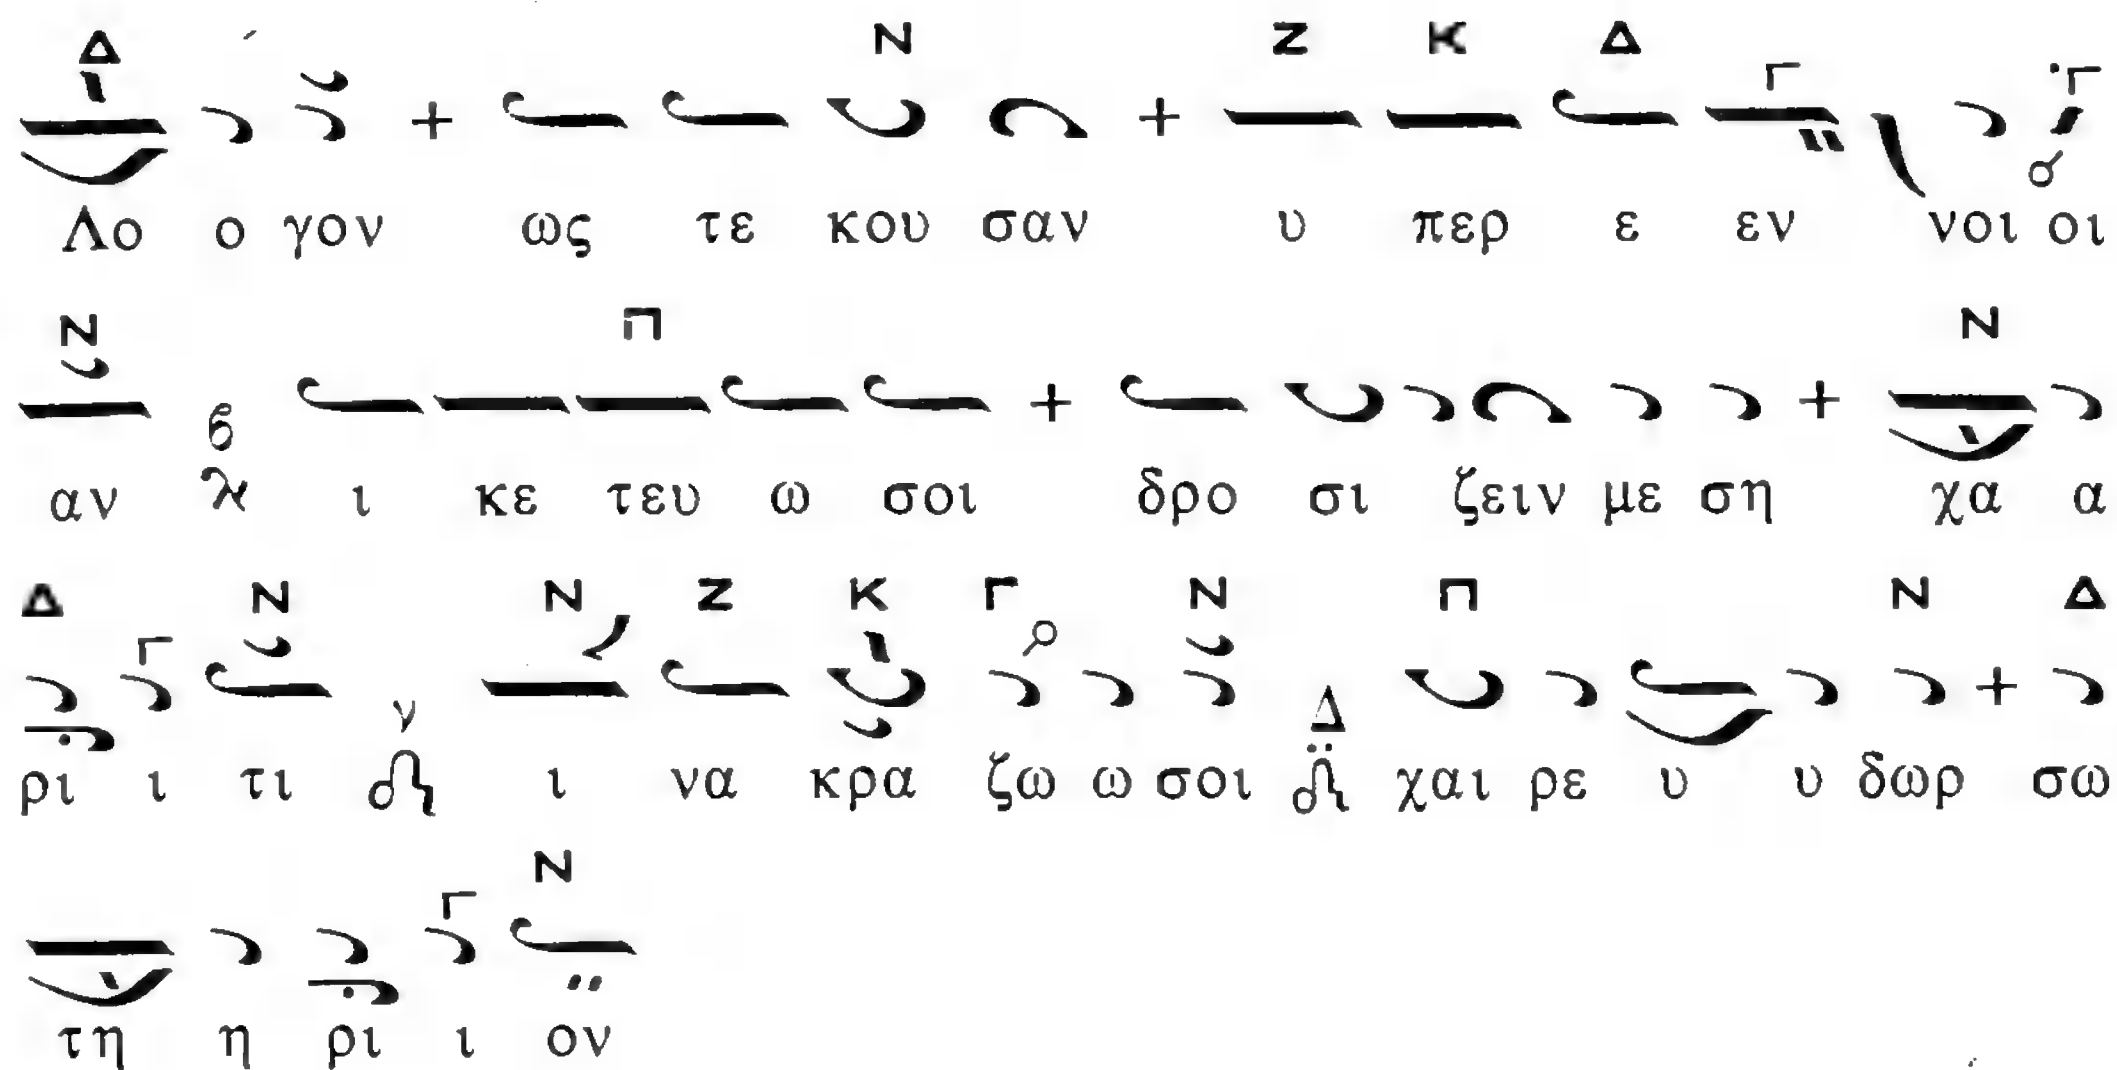 Δ Ν Ζ Κ Δ
Λο ο γον + ως τε κου σαν + υ περ ε εν νοι οι
Ν Π Ν
αν ι κε τευ ω σοι + δρο σι ζειν με ση + χα α
Δ Ν Ν Ζ Κ Γ Ν Π Ν Δ
ρι ι τι ν ι να κρα ζω ω σοι Δ χαι ρε υ υ δωρ + σω
Ν
τη η ρι ι ον